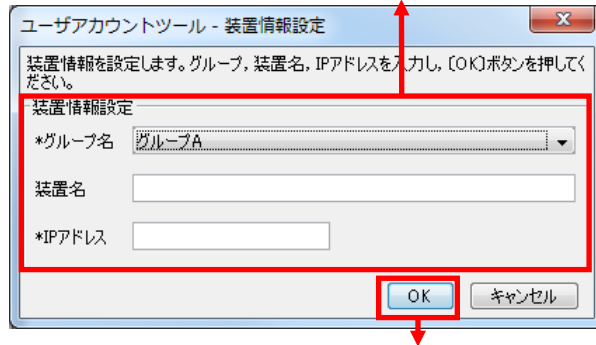 ユーザアカウントツール - 装置情報設定
装置情報を設定します。グループ, 装置名, IPアドレスを入力し, [OK]ボタンを押してく
ださい。
装置情報設定
*グループ名 グループA
装置名
*IPアドレス
OK キャンセル